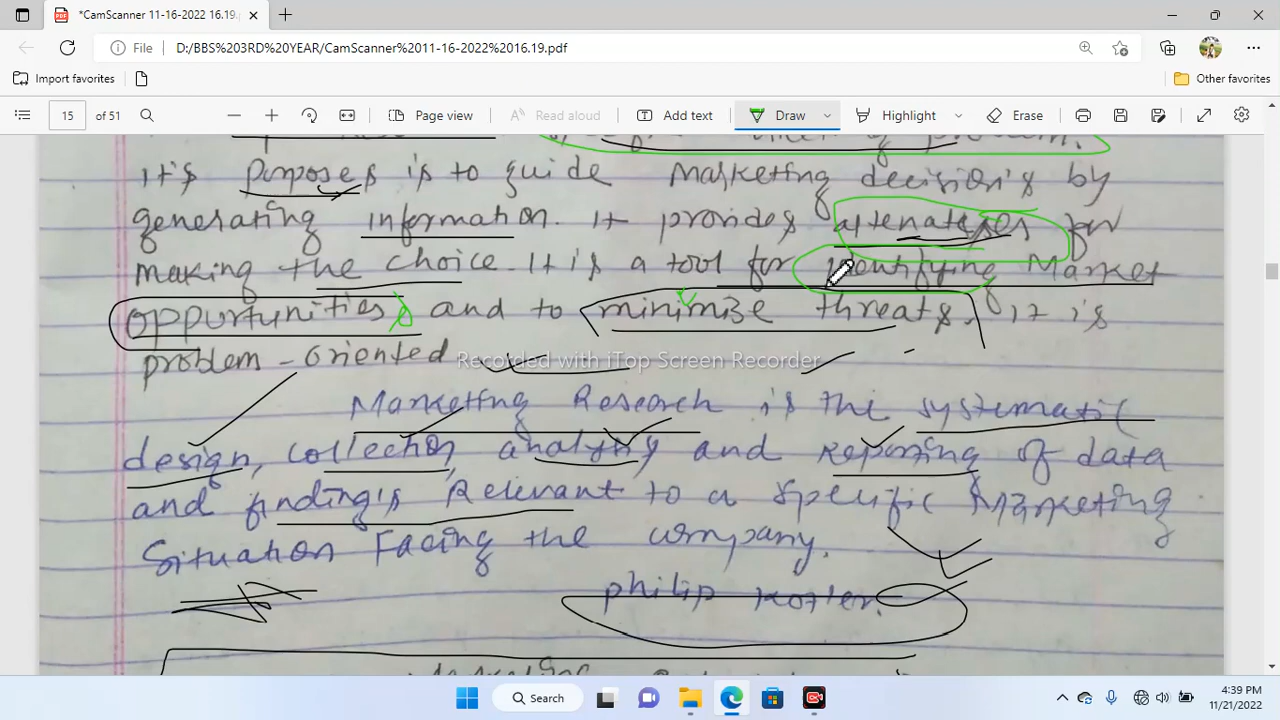 *CamScanner 11-16-2022 16.19.p
File D:/BBS%203RD%20YEAR/CamScanner%2011-16-2022%2016.19.pdf
Import favorites
Other favorites
15 of 51
Page view
Read aloud
Add text
Draw
Highlight
Erase
problem.
It's Purposes is to guide Marketing decision's by
generating information. It provides for
making the choice. It is a tool for identifying Market
oppurtunities and to minimize threats. it is
problem-oriented
Recorded with iTop Screen Recorder
Marketing Research is the systematic
design, collection, analysis and Reporting of data
and finding's Relevant to a specific Marketing
Situation Facing the company.
philip Kotler.
Search
4:39 PM
11/21/2022